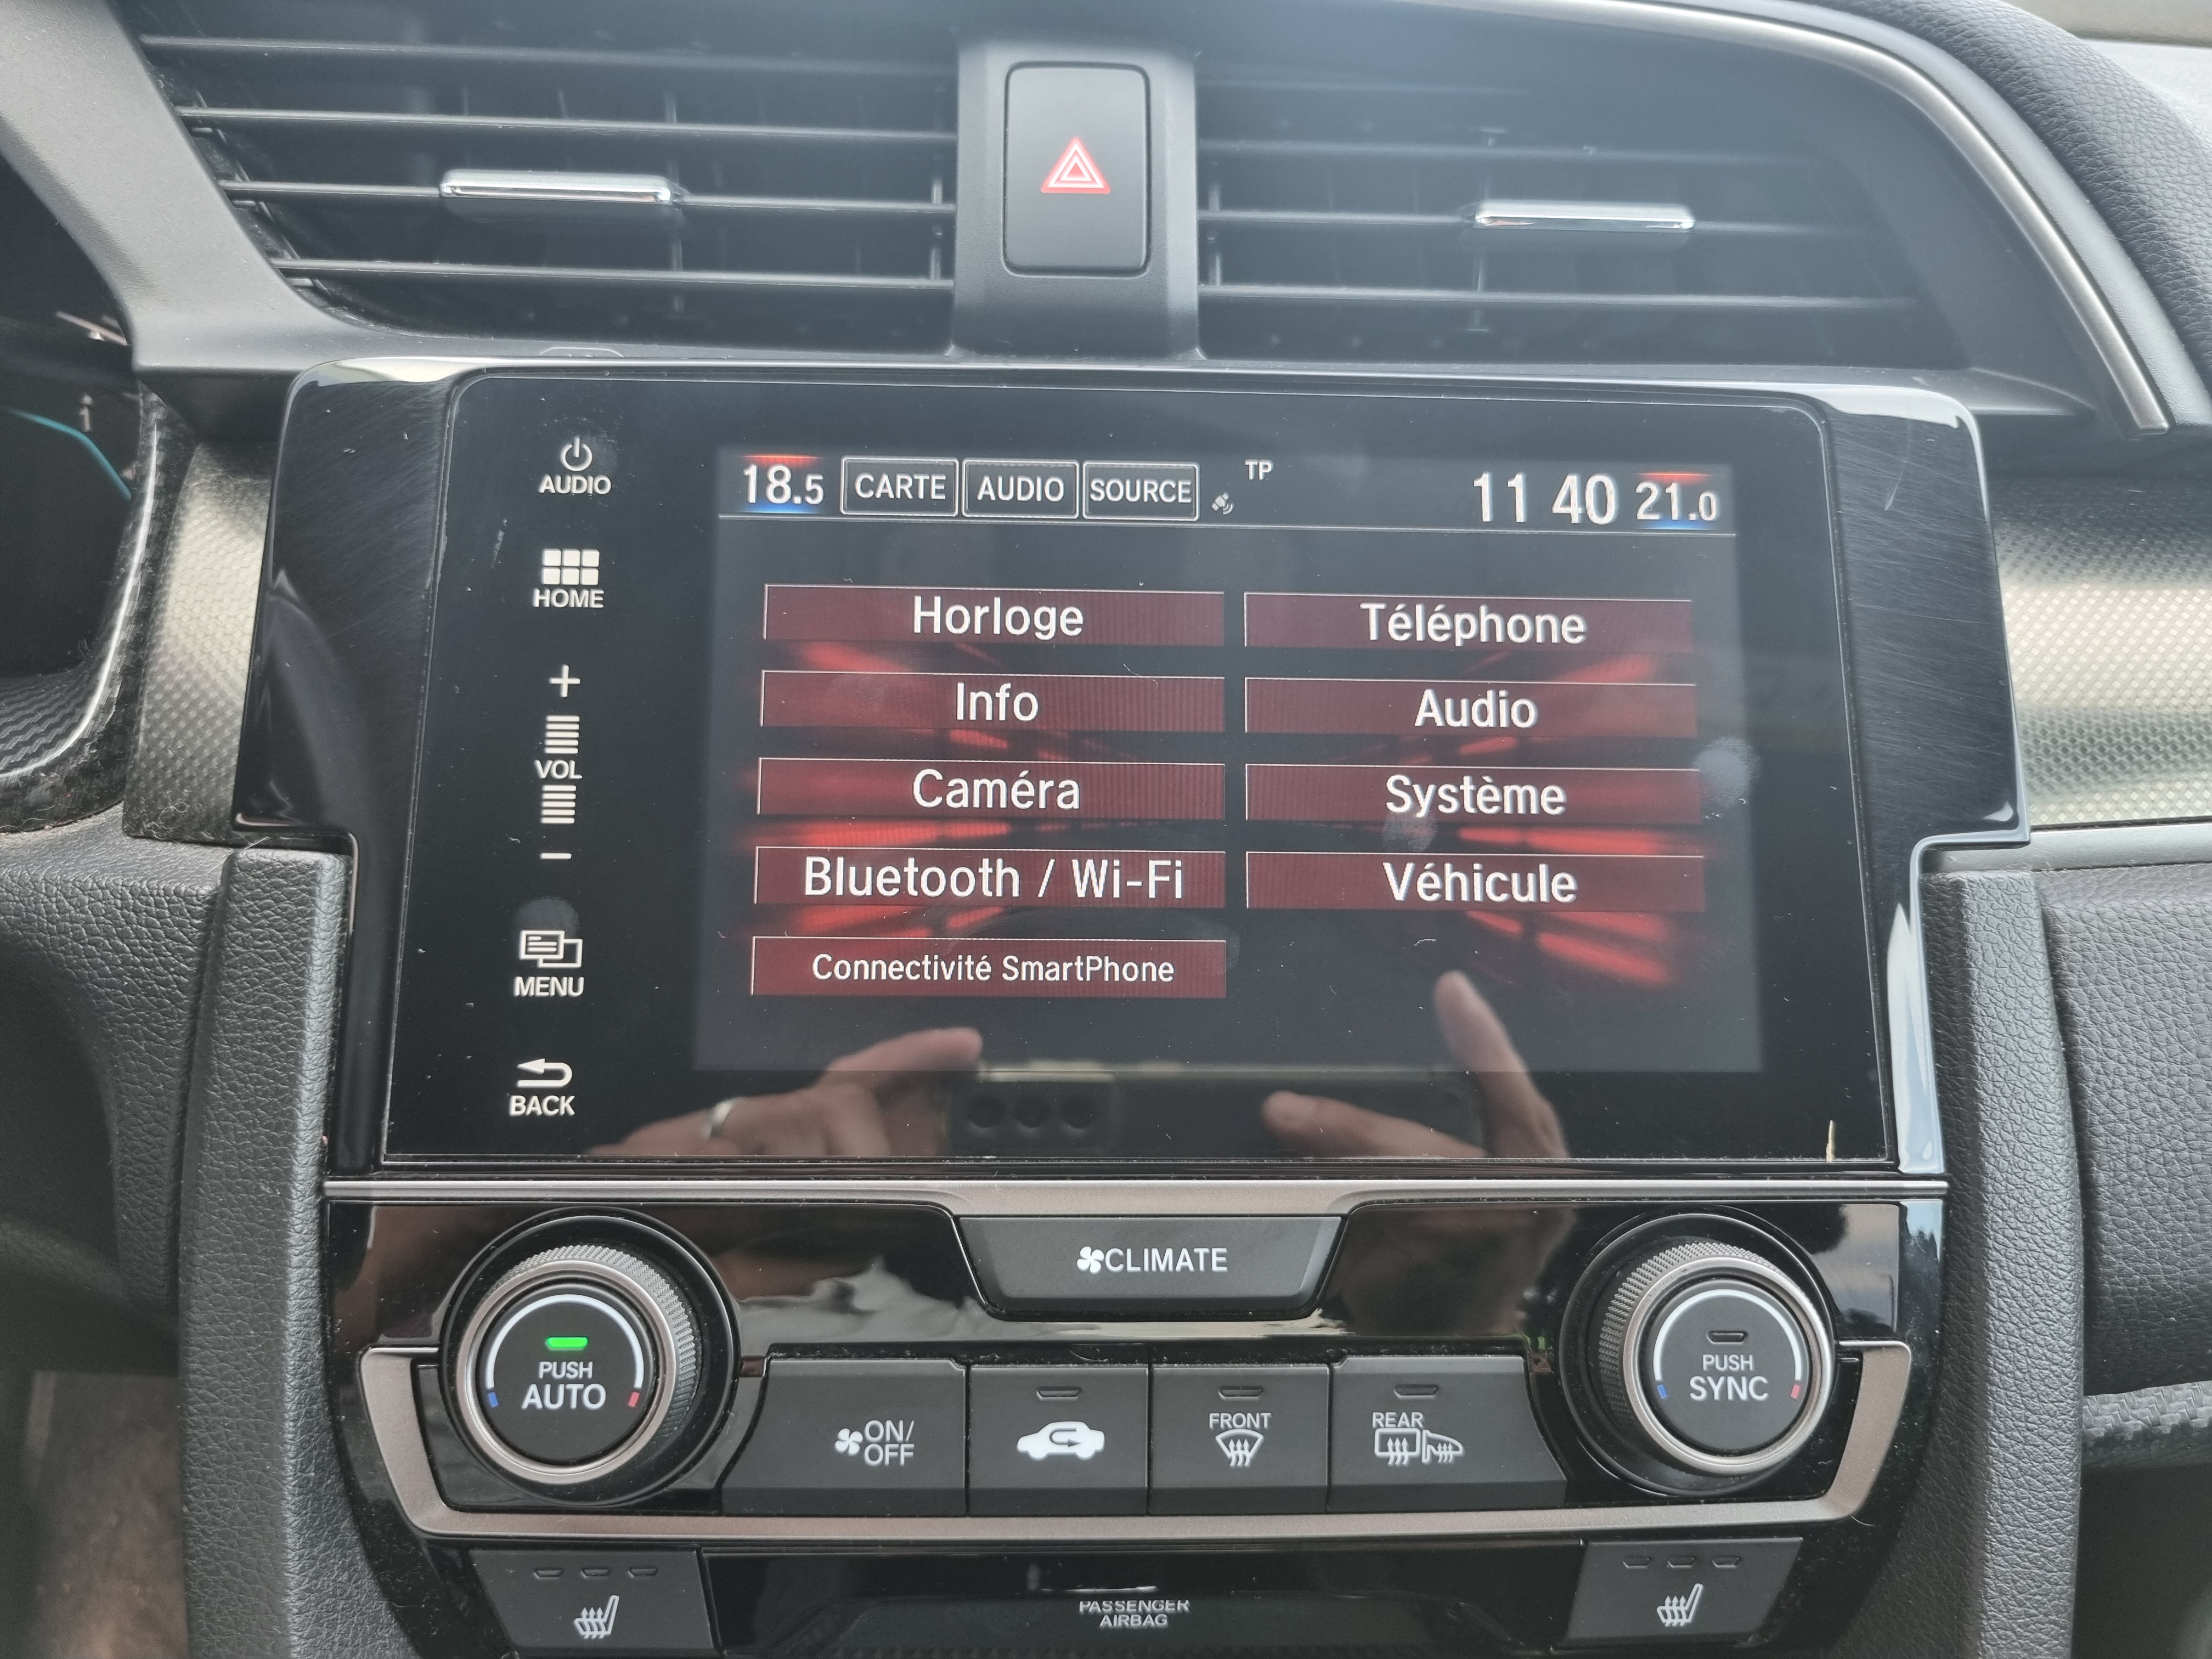 AUDIO
HOME
+
VOL
−
MENU
BACK
18.5 CARTE AUDIO SOURCE TP 11 40 21.0
Horloge Téléphone
Info Audio
Caméra Système
Bluetooth / Wi-Fi Véhicule
Connectivité SmartPhone
CLIMATE
PUSH
AUTO
ON/
OFF
FRONT
REAR
PUSH
SYNC
PASSENGER
AIRBAG